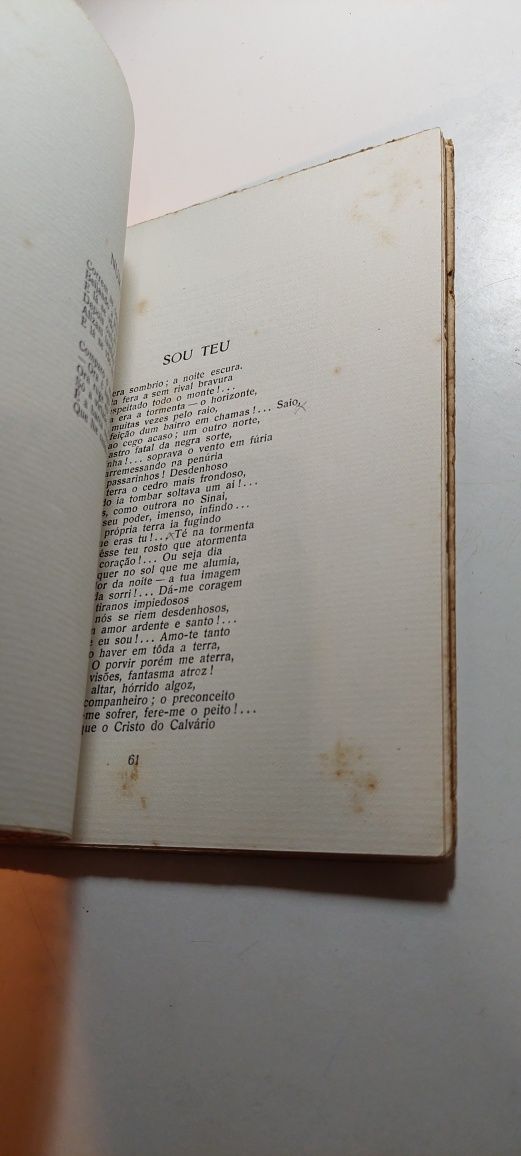 SOU TEU
era sombrio; a noite escura,
fera a sem rival bravura
espeitado todo o monte!...
era a tormenta — o horizonte,
muitas vezes pelo raio,
feição dum bairro em chamas!... Saio,
ao cego acaso; um outro norte,
astro fatal da negra sorte,
nha!... soprava o vento em fúria
arremessando na penúria
passarinhos! Desdenhoso
terra o cedro mais frondoso,
do ia tombar soltava um ai!...
s, como outrora no Sinai,
seu poder, imenso, infindo...
própria terra ia fugindo
ue eras tu!... Té na tormenta
êsse teu rosto que atormenta
coração!... Ou seja dia
quer no sol que me alumia,
or da noite — a tua imagem
da sorri!... Dá-me coragem
tiranos impiedosos
nós se riem desdenhosos,
m amor ardente e santo!...
e eu sou!... Amo-te tanto
o haver em tôda a terra,
O porvir porém me aterra,
visões, fantasma atroz!
altar, hórrido algoz,
companheiro; o preconceito
-me sofrer, fere-me o peito!...
que o Cristo do Calvário
61